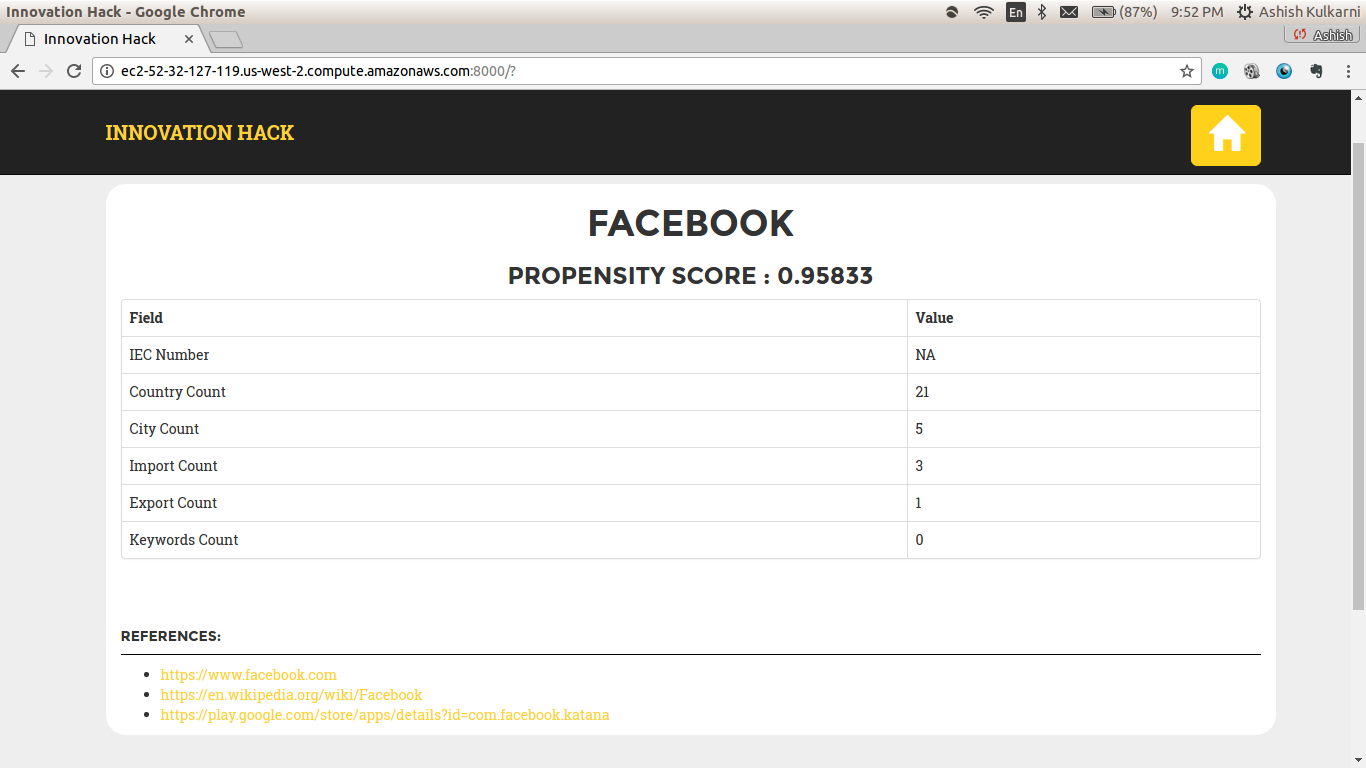 Innovation Hack - Google Chrome
En
(87%)
9:52 PM
Ashish Kulkarni
Innovation Hack
Ashish
ec2-52-32-127-119.us-west-2.compute.amazonaws.com:8000/?
m
INNOVATION HACK
FACEBOOK
PROPENSITY SCORE : 0.95833
Field Value
IEC Number NA
Country Count 21
City Count 5
Import Count 3
Export Count 1
Keywords Count 0
REFERENCES:
https://www.facebook.com
https://en.wikipedia.org/wiki/Facebook
https://play.google.com/store/apps/details?id=com.facebook.katana